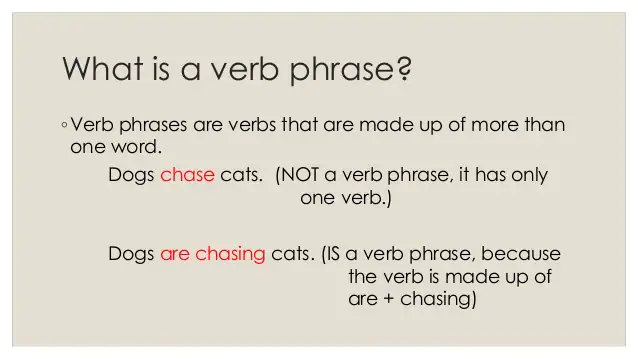 What is a verb phrase?
◦Verb phrases are verbs that are made up of more than
one word.
Dogs chase cats. (NOT a verb phrase, it has only
one verb.)
Dogs are chasing cats. (IS a verb phrase, because
the verb is made up of
are + chasing)